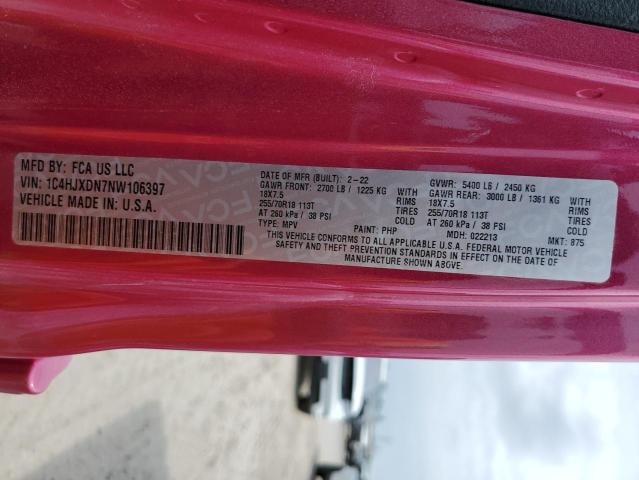 MFD BY: FCA US LLC
VIN: 1C4HJXDN7NW106397
VEHICLE MADE IN: U.S.A.
DATE OF MFR (BUILT): 2-22
GAWR FRONT: 2700 LB / 1225 KG WITH
18X7.5 RIMS
255/70R18 113T TIRES
AT 260 kPa / 38 PSI COLD
GVWR: 5400 LB / 2450 KG
GAWR REAR: 3000 LB / 1361 KG WITH
18X7.5 RIMS
255/70R18 113T TIRES
AT 260 kPa / 38 PSI COLD
TYPE: MPV PAINT: PHP MDH: 022213 MKT: 875
THIS VEHICLE CONFORMS TO ALL APPLICABLE U.S.A. FEDERAL MOTOR VEHICLE
SAFETY AND THEFT PREVENTION STANDARDS IN EFFECT ON THE DATE OF
MANUFACTURE SHOWN ABOVE.